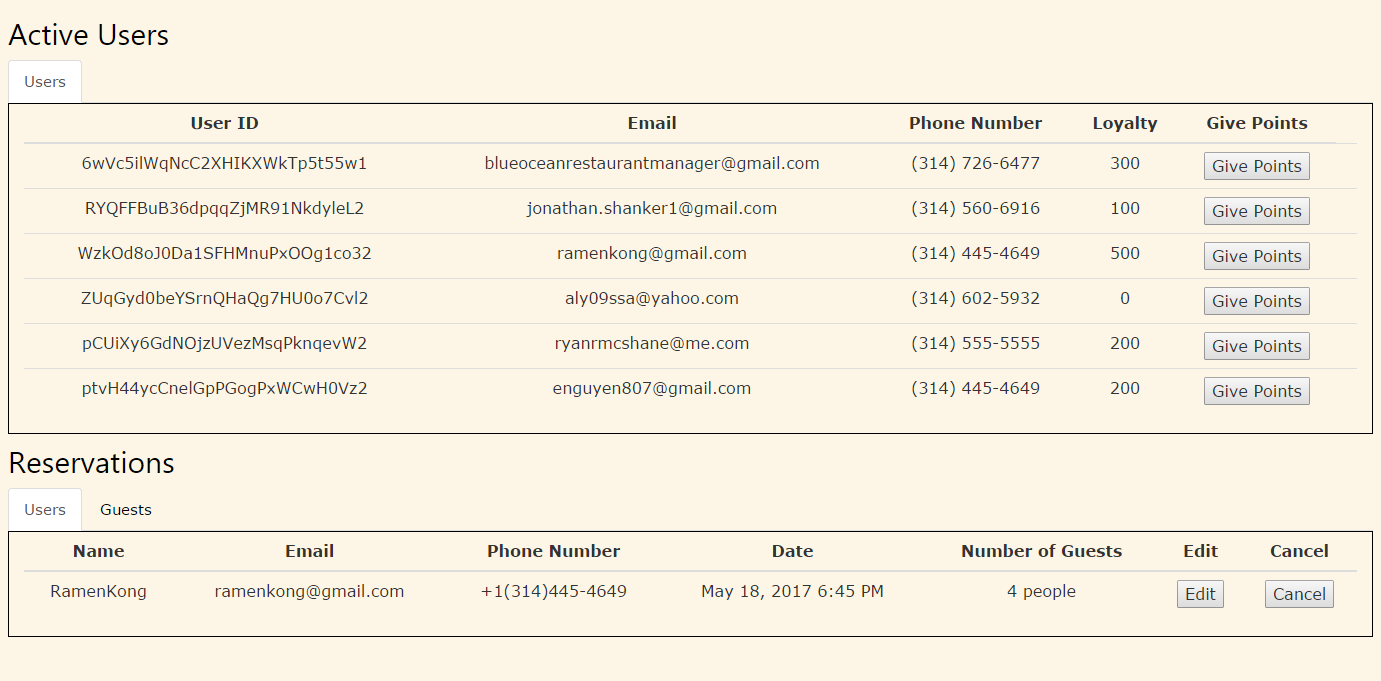 Active Users
Users
User ID Email Phone Number Loyalty Give Points
6wVc5ilWqNcC2XHIKXWkTp5t55w1 blueoceanrestaurantmanager@gmail.com (314) 726-6477 300 Give Points
RYQFFBuB36dpqqZjMR91NkdyleL2 jonathan.shanker1@gmail.com (314) 560-6916 100 Give Points
WzkOd8oJ0Da1SFHMnuPxOOg1co32 ramenkong@gmail.com (314) 445-4649 500 Give Points
ZUqGyd0beYSrnQHaQg7HU0o7Cvl2 aly09ssa@yahoo.com (314) 602-5932 0 Give Points
pCUiXy6GdNOjzUVezMsqPknqevW2 ryanrmcshane@me.com (314) 555-5555 200 Give Points
ptvH44ycCnelGpPGogPxWCwH0Vz2 enguyen807@gmail.com (314) 445-4649 200 Give Points
Reservations
Users Guests
Name Email Phone Number Date Number of Guests Edit Cancel
RamenKong ramenkong@gmail.com +1(314)445-4649 May 18, 2017 6:45 PM 4 people Edit Cancel